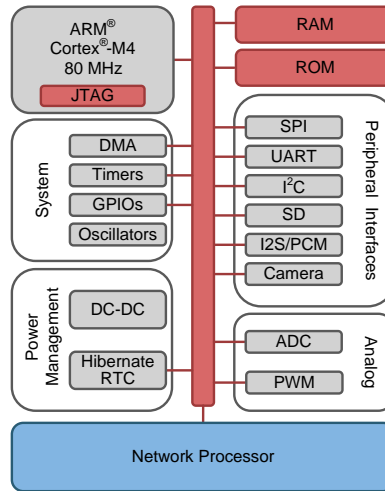 ARM®
Cortex®-M4
80 MHz
JTAG
RAM
ROM
System
DMA
Timers
GPIOs
Oscillators
Peripheral Interfaces
SPI
UART
I²C
SD
I2S/PCM
Camera
Power
Management
DC-DC
Hibernate
RTC
Analog
ADC
PWM
Network Processor